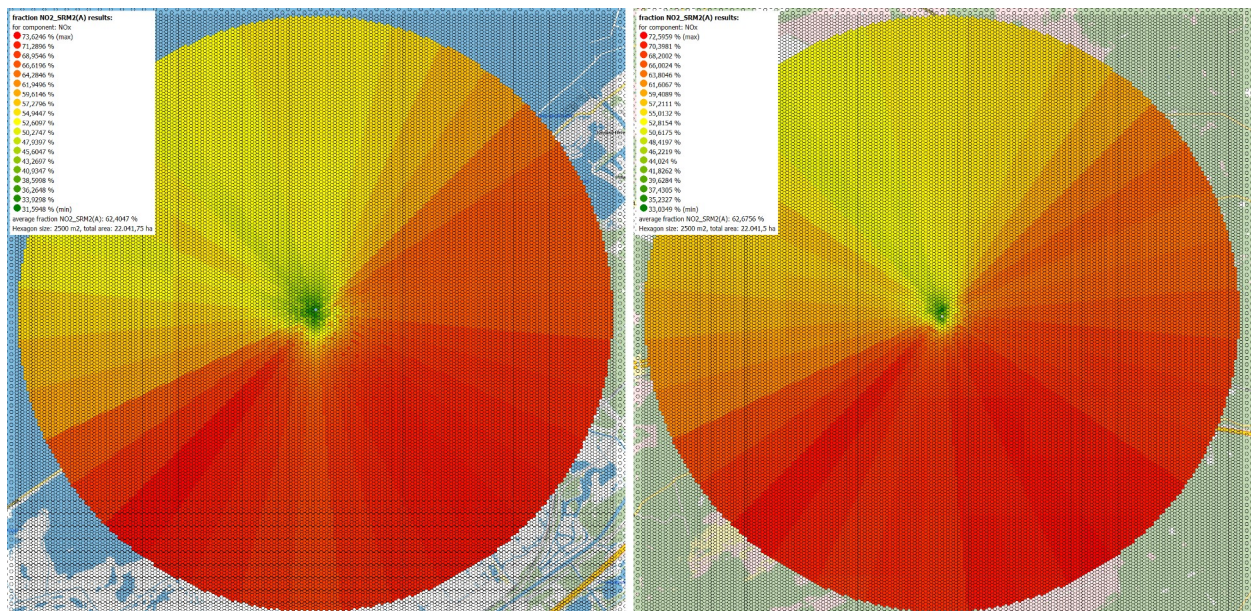 fraction NO2_SRM2(A) results:
for component: NOx
73,6246 % (max)
71,2896 %
68,9546 %
66,6196 %
64,2846 %
61,9496 %
59,6146 %
57,2796 %
54,9447 %
52,6097 %
50,2747 %
47,9397 %
45,6047 %
43,2697 %
40,9347 %
38,5998 %
36,2648 %
33,9298 %
31,5948 % (min)
average fraction NO2_SRM2(A): 62,4047 %
Hexagon size: 2500 m2, total area: 22.041,75 ha
fraction NO2_SRM2(A) results:
for component: NOx
72,5959 % (max)
70,3981 %
68,2002 %
66,0024 %
63,8046 %
61,6067 %
59,4089 %
57,2111 %
55,0132 %
52,8154 %
50,6175 %
48,4197 %
46,2219 %
44,024 %
41,8262 %
39,6284 %
37,4305 %
35,2327 %
33,0349 % (min)
average fraction NO2_SRM2(A): 62,6756 %
Hexagon size: 2500 m2, total area: 22.041,5 ha